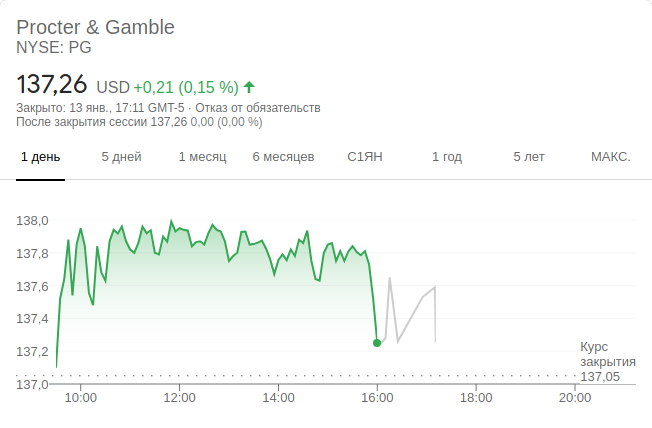 Procter & Gamble
NYSE: PG
137,26 USD +0,21 (0,15 %)
Закрыто: 13 янв., 17:11 GMT-5 · Отказ от обязательств
После закрытия сессии 137,26 0,00 (0,00 %)
1 день 5 дней 1 месяц 6 месяцев С1ЯН 1 год 5 лет МАКС.
138,0
137,8
137,6
137,4
137,2
137,0
Курс
закрытия
137,05
10:00 12:00 14:00 16:00 18:00 20:00